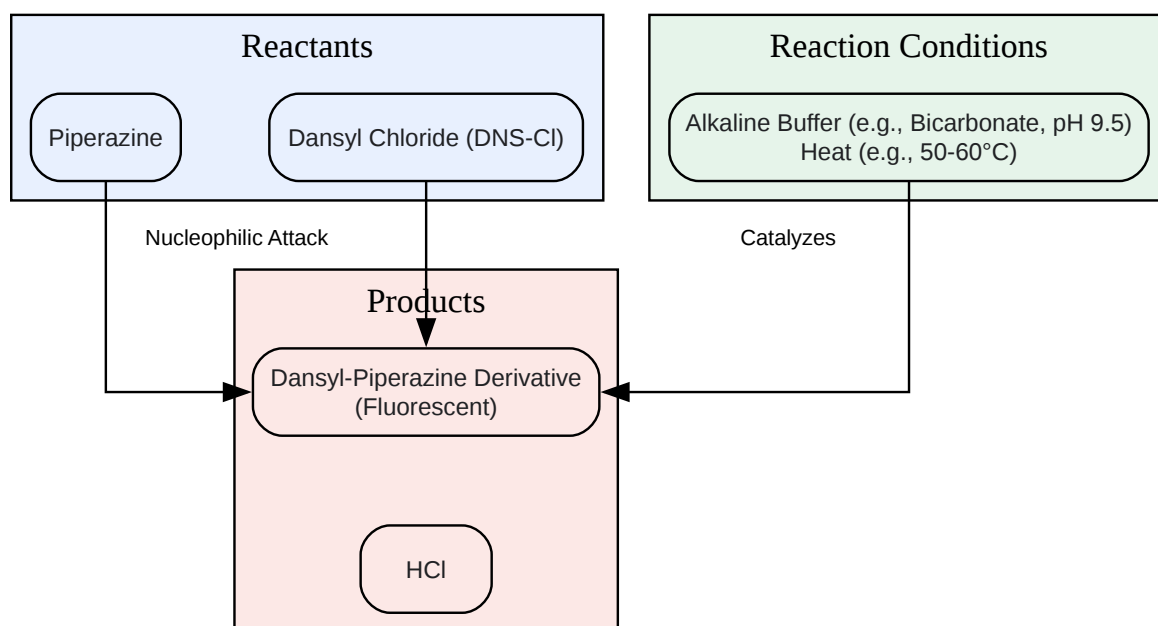 Reactants
Reaction Conditions
Piperazine
Dansyl Chloride (DNS-Cl)
Alkaline Buffer (e.g., Bicarbonate, pH 9.5)
Heat (e.g., 50-60°C)
Nucleophilic Attack
Catalyzes
Products
Dansyl-Piperazine Derivative
(Fluorescent)
HCl